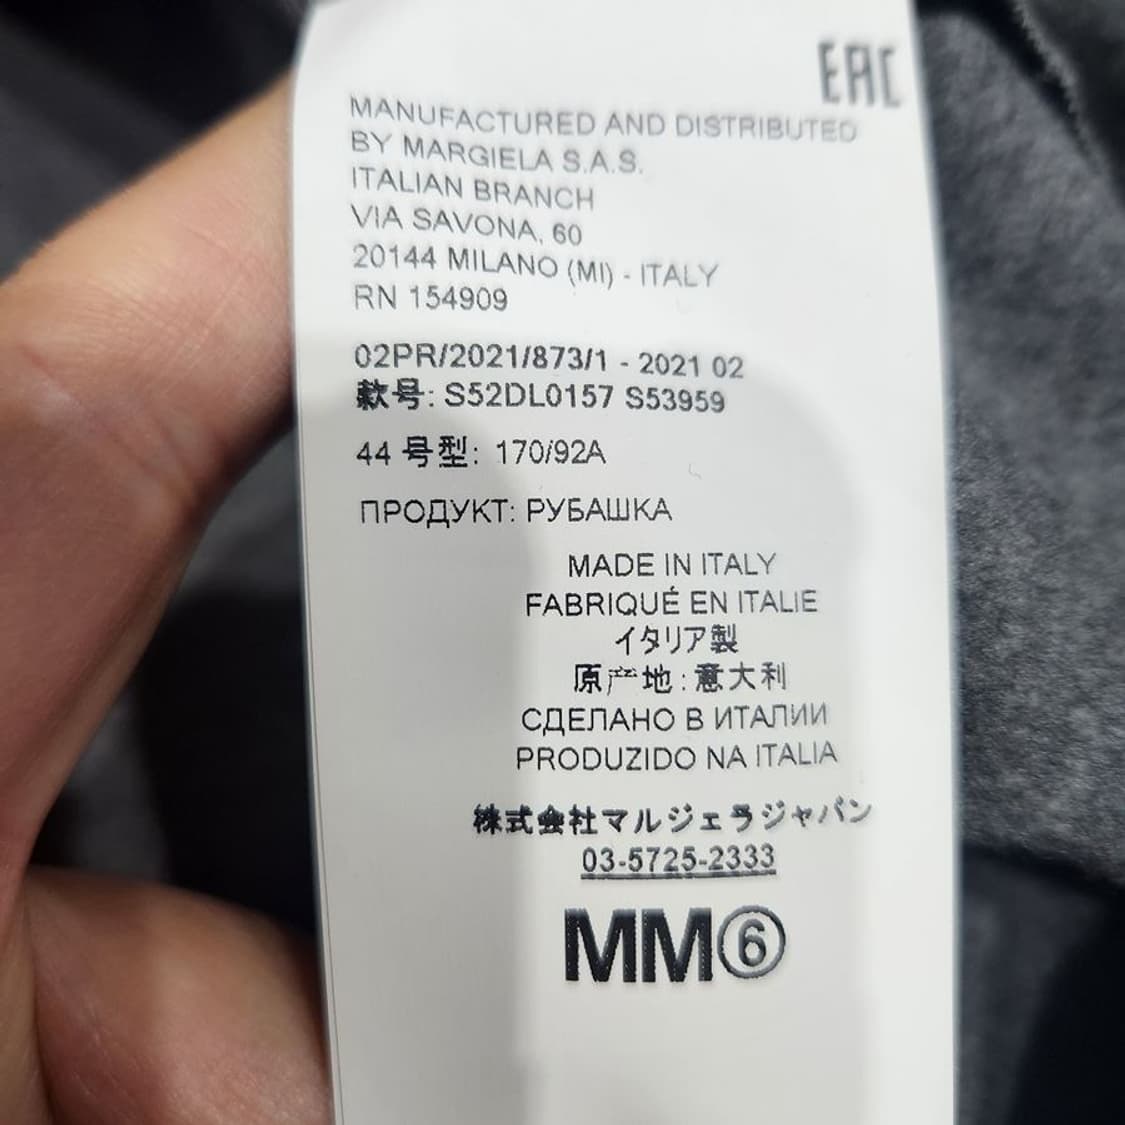 EAC
MANUFACTURED AND DISTRIBUTED
BY MARGIELA S.A.S.
ITALIAN BRANCH
VIA SAVONA, 60
20144 MILANO (MI) - ITALY
RN 154909
02PR/2021/873/1 - 2021 02
款号: S52DL0157 S53959
44 号型: 170/92A
ПРОДУКТ: РУБАШКА
MADE IN ITALY
FABRIQUÉ EN ITALIE
イタリア製
原产地:意大利
СДЕЛАНО В ИТАЛИИ
PRODUZIDO NA ITALIA
株式会社マルジェラジャパン
03-5725-2333
MM⑥